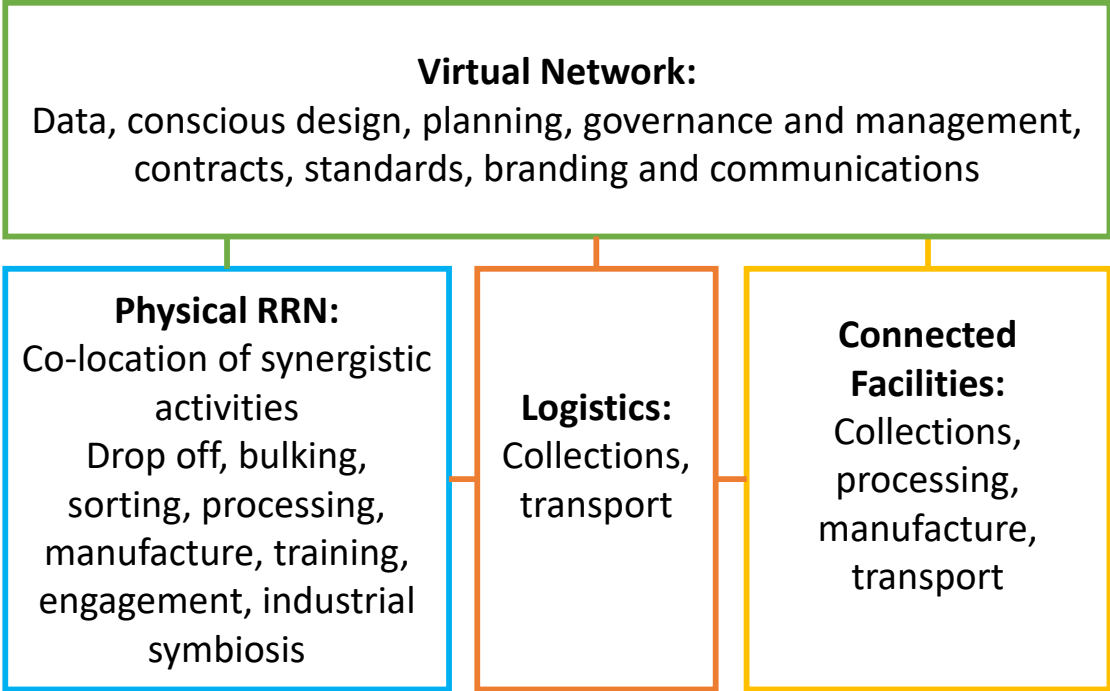 Virtual Network:
Data, conscious design, planning, governance and management,
contracts, standards, branding and communications
Physical RRN:
Co-location of synergistic
activities
Drop off, bulking,
sorting, processing,
manufacture, training,
engagement, industrial
symbiosis
Logistics:
Collections,
transport
Connected
Facilities:
Collections,
processing,
manufacture,
transport